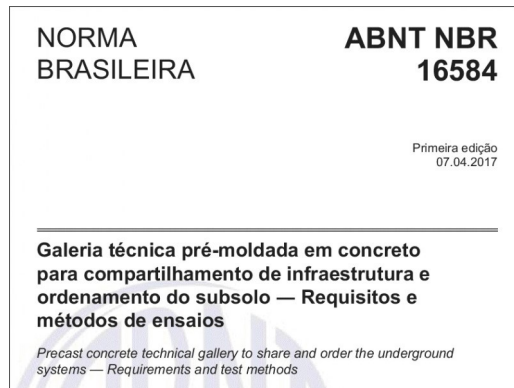 NORMA
BRASILEIRA
ABNT NBR
16584
Primeira edição
07.04.2017
Galeria técnica pré-moldada em concreto
para compartilhamento de infraestrutura e
ordenamento do subsolo — Requisitos e
métodos de ensaios
Precast concrete technical gallery to share and order the underground
systems — Requirements and test methods